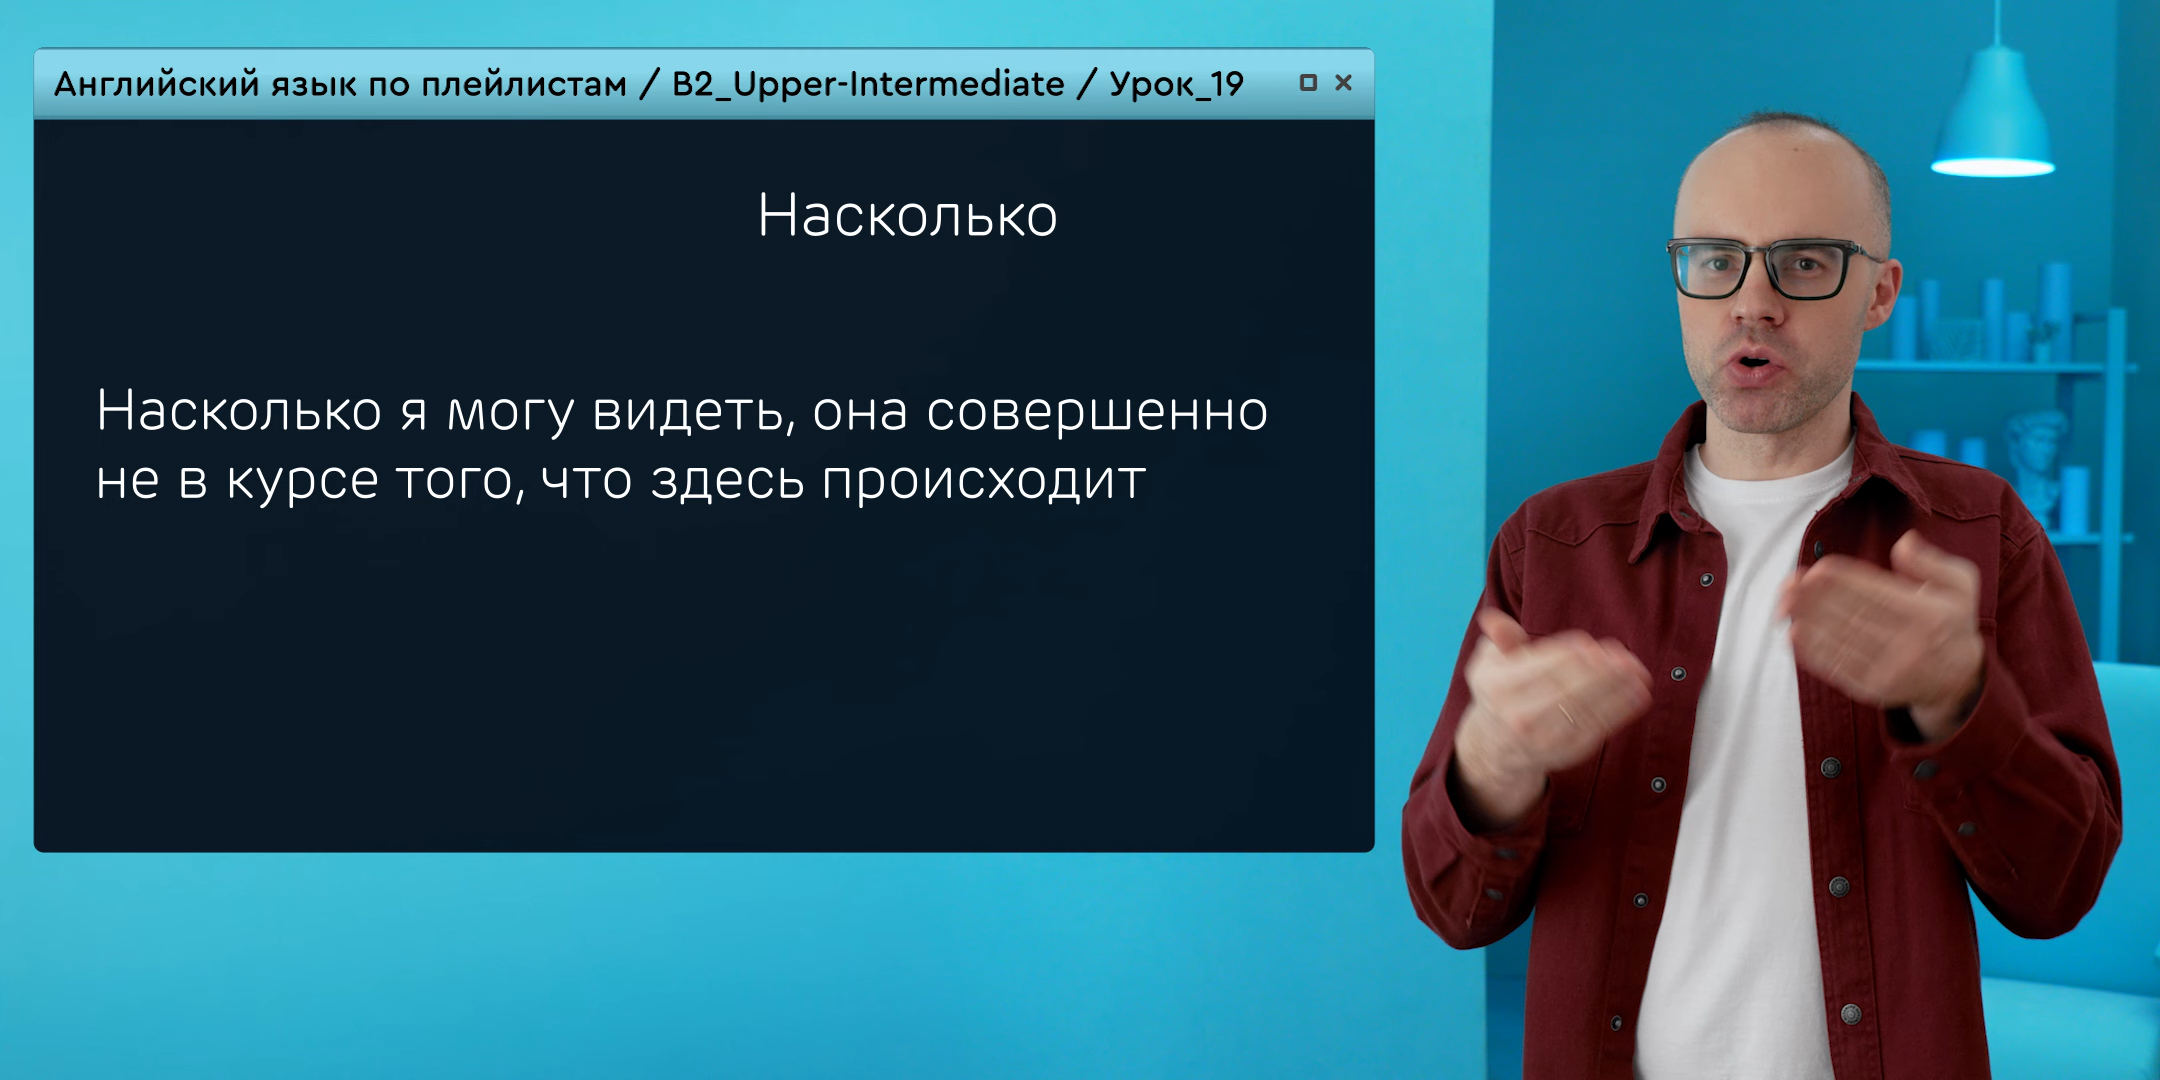 Английский язык по плейлистам / B2_Upper-Intermediate / Урок_19
Насколько
Насколько я могу видеть, она совершенно
не в курсе того, что здесь происходит